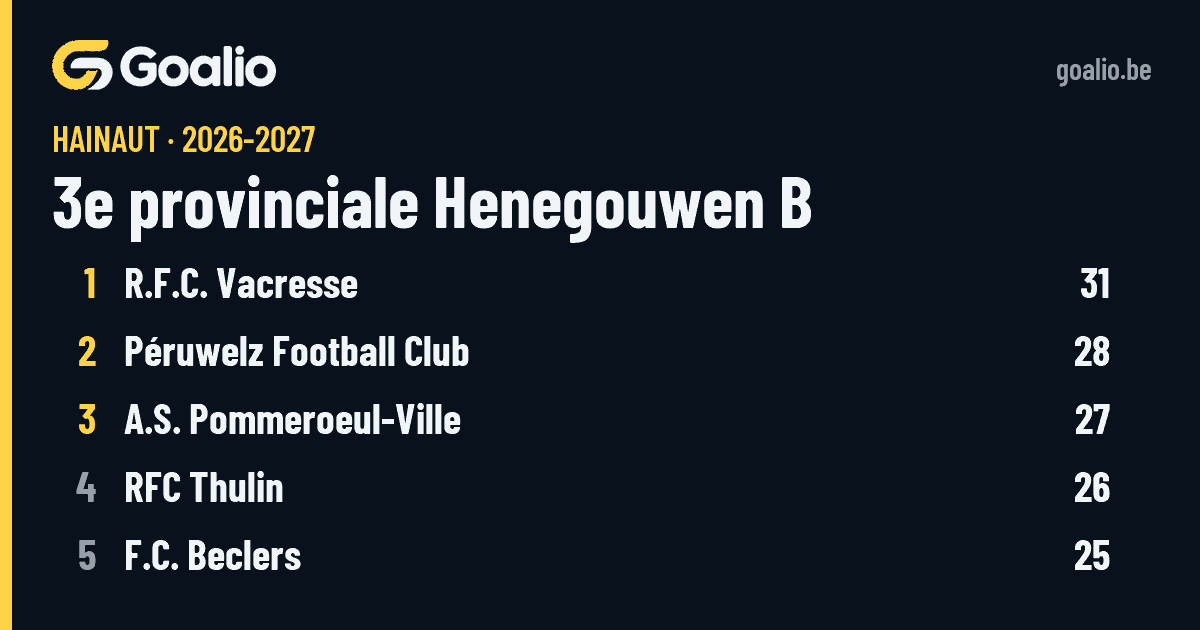 Goalio
goalio.be
HAINAUT · 2026-2027
3e provinciale Henegouwen B
1 R.F.C. Vacresse 31
2 Péruwelz Football Club 28
3 A.S. Pommeroeul-Ville 27
4 RFC Thulin 26
5 F.C. Beclers 25